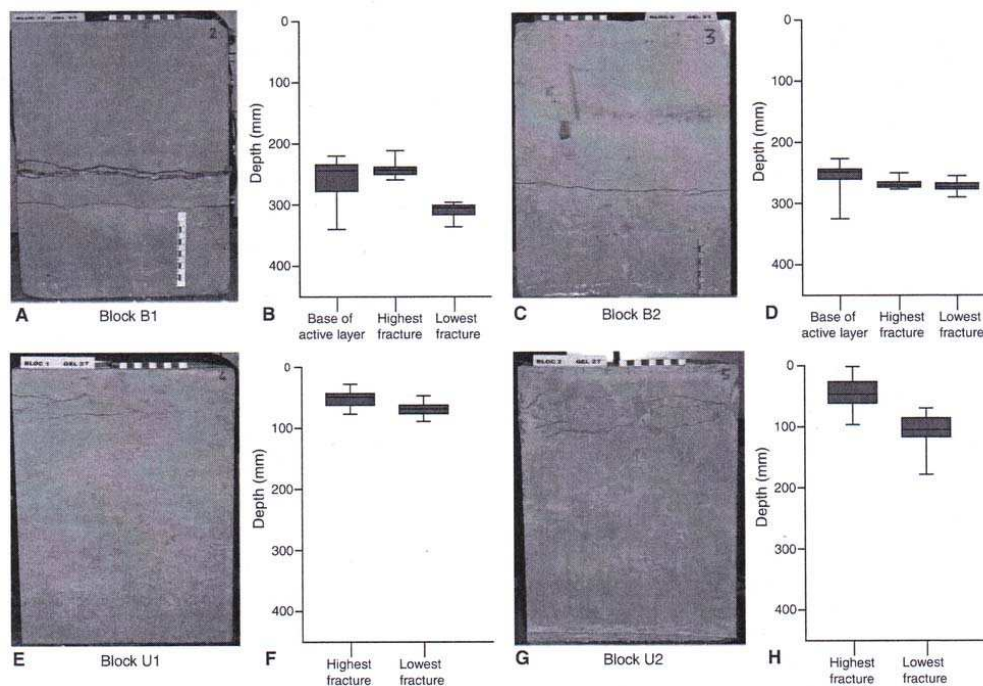 2
0
100
200
300
400
Depth (mm)
A
Block B1
B
Base of
active layer
Highest
fracture
Lowest
fracture
3
0
100
200
300
400
Depth (mm)
C
Block B2
D
Base of
active layer
Highest
fracture
Lowest
fracture
BLOC 1 GEL 27
4
0
100
200
300
400
Depth (mm)
E
Block U1
F
Highest
fracture
Lowest
fracture
BLOC 2 GEL 27
5
0
100
200
300
400
Depth (mm)
G
Block U2
H
Highest
fracture
Lowest
fracture